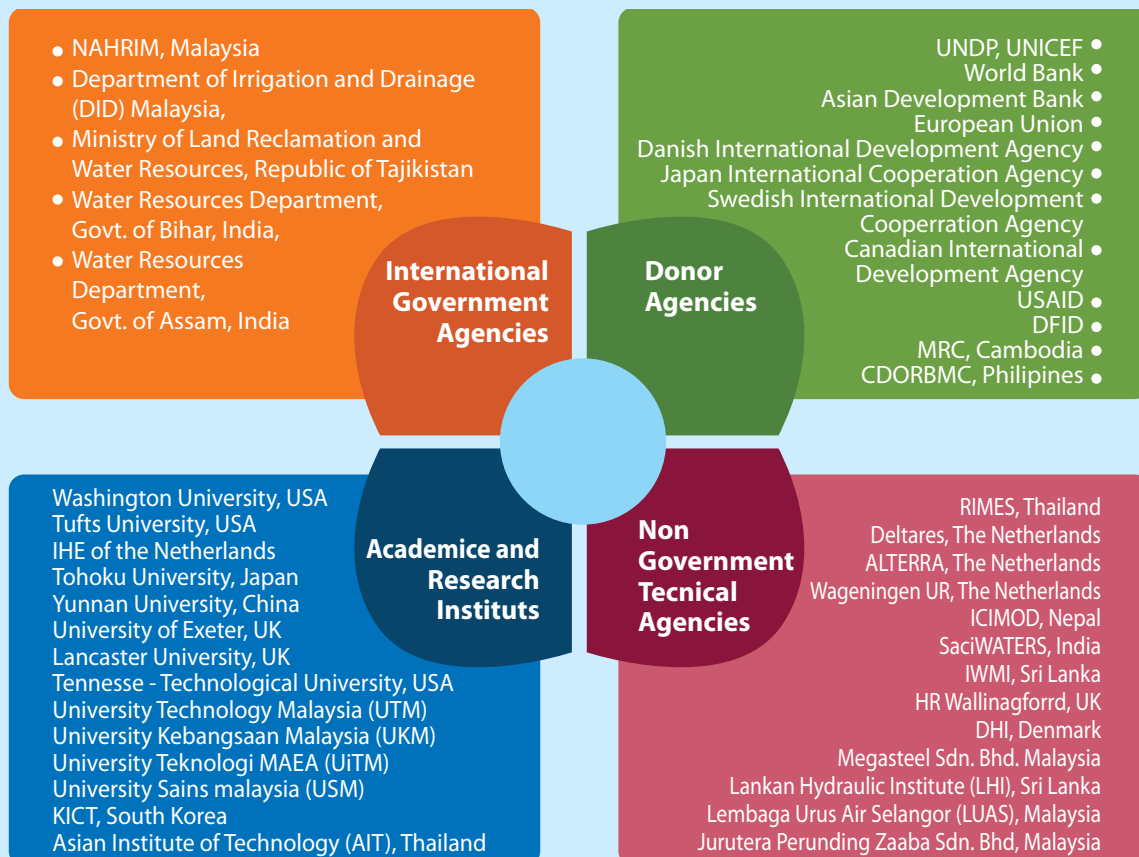 NAHRIM, Malaysia
Department of Irrigation and Drainage
(DID) Malaysia,
Ministry of Land Reclamation and
Water Resources, Republic of Tajikistan
Water Resources Department,
Govt. of Bihar, India,
Water Resources
Department,
Govt. of Assam, India
International
Government
Agencies
UNDP, UNICEF
World Bank
Asian Development Bank
European Union
Danish International Development Agency
Japan International Cooperation Agency
Swedish International Development
Cooperration Agency
Canadian International
Development Agency
USAID
DFID
MRC, Cambodia
CDORBMC, Philipines
Donor
Agencies
Washington University, USA
Tufts University, USA
IHE of the Netherlands
Tohoku University, Japan
Yunnan University, China
University of Exeter, UK
Lancaster University, UK
Tennesse - Technological University, USA
University Technology Malaysia (UTM)
University Kebangsaan Malaysia (UKM)
University Teknologi MAEA (UiTM)
University Sains malaysia (USM)
KICT, South Korea
Asian Institute of Technology (AIT), Thailand
Academice and
Research
Instituts
Non
Government
Tecnical
Agencies
RIMES, Thailand
Deltares, The Netherlands
ALTERRA, The Netherlands
Wageningen UR, The Netherlands
ICIMOD, Nepal
SaciWATERS, India
IWMI, Sri Lanka
HR Wallinagforrd, UK
DHI, Denmark
Megasteel Sdn. Bhd. Malaysia
Lankan Hydraulic Institute (LHI), Sri Lanka
Lembaga Urus Air Selangor (LUAS), Malaysia
Jurutera Perunding Zaaba Sdn. Bhd, Malaysia